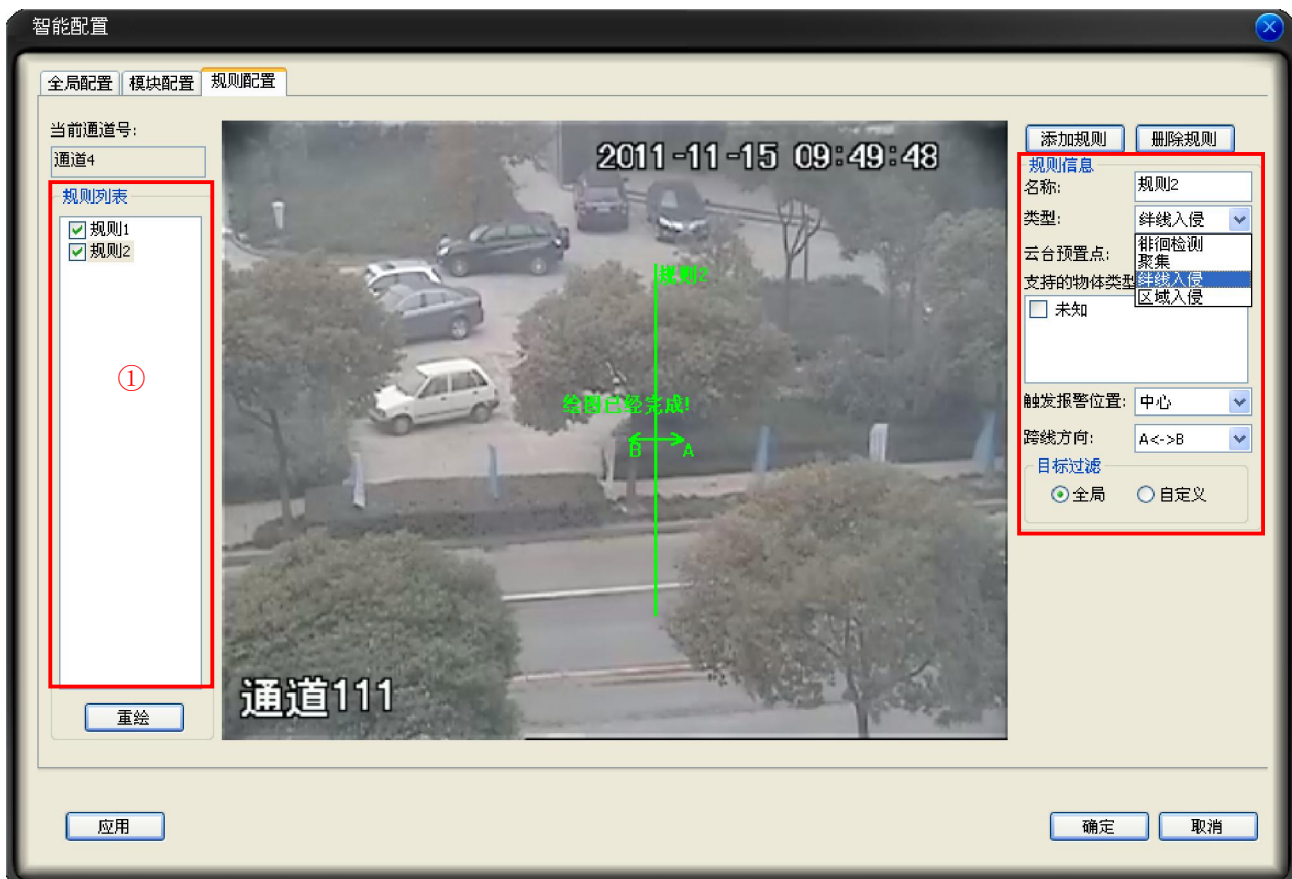 智能配置
全局配置 模块配置 规则配置
当前通道号:
通道4
规则列表
规则1
规则2
①
重绘
2011-11-15 09:49:48
规则2
绘图已经完成!
B A
通道111
添加规则 删除规则
规则信息
名称: 规则2
类型: 绊线入侵
云台预置点:
徘徊检测
聚集
绊线入侵
区域入侵
支持的物体类型
未知
触发报警位置: 中心
跨线方向: A<->B
目标过滤
全局 自定义
应用 确定 取消